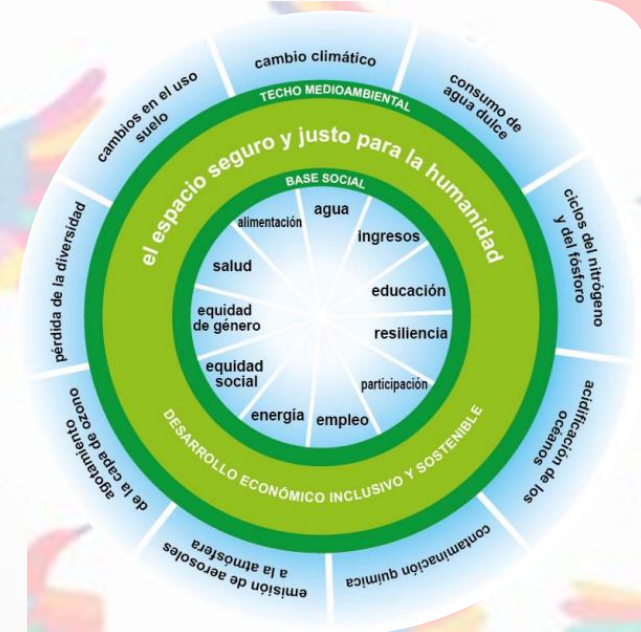 cambio climático
consumo de
agua dulce
ciclos del nitrógeno
y del fósforo
acidificación de los
océanos
contaminación química
emisión de aerosoles
a la atmósfera
agotamiento
de la capa de ozono
pérdida de la diversidad
cambios en el uso
suelo
TECHO MEDIOAMBIENTAL
el espacio seguro y justo para la humanidad
BASE SOCIAL
agua
ingresos
educación
resiliencia
participación
empleo
energía
equidad
social
equidad
de género
salud
alimentación
DESARROLLO ECONÓMICO INCLUSIVO Y SOSTENIBLE